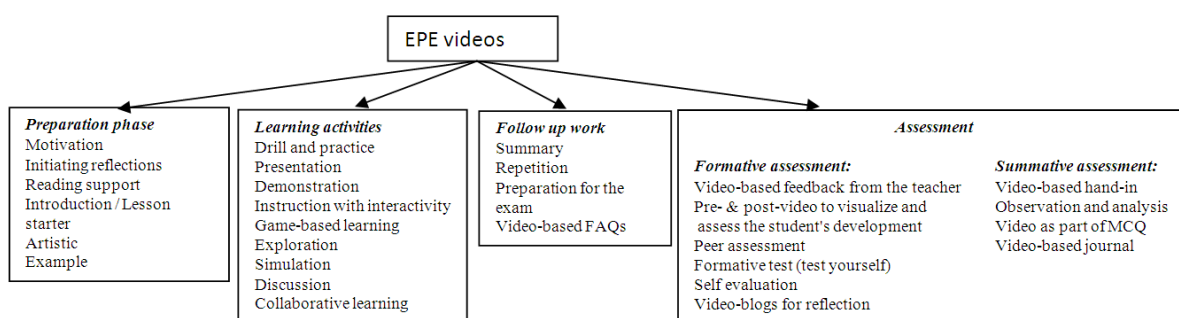 EPE videos
Preparation phase
Motivation
Initiating reflections
Reading support
Introduction / Lesson
starter
Artistic
Example
Learning activities
Drill and practice
Presentation
Demonstration
Instruction with interactivity
Game-based learning
Exploration
Simulation
Discussion
Collaborative learning
Follow up work
Summary
Repetition
Preparation for the
exam
Video-based FAQs
Assessment
Formative assessment:
Video-based feedback from the teacher
Pre- & post-video to visualize and
assess the student's development
Peer assessment
Formative test (test yourself)
Self evaluation
Video-blogs for reflection
Summative assessment:
Video-based hand-in
Observation and analysis
Video as part of MCQ
Video-based journal